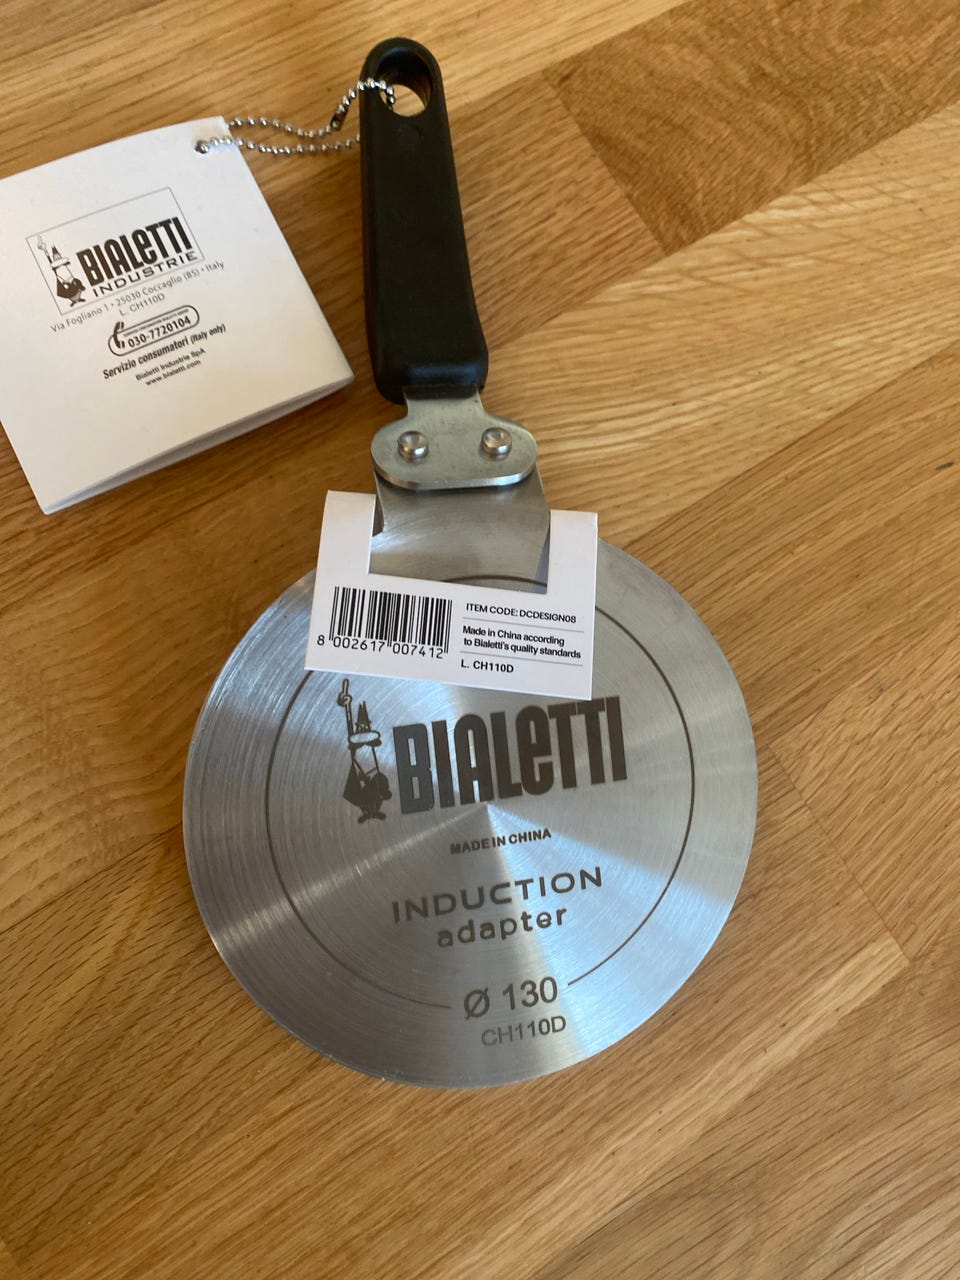 BIALETTI
INDUSTRIE
Via Fogliano 1 • 25030 Coccaglio (BS) • Italy
L. CH110D
030-7720104
Servizio consumatori (Italy only)
Bialetti Industrie SpA
www.bialetti.com
ITEM CODE: DCDESIGN08
Made in China according
to Bialetti's quality standards
L. CH110D
8 002617 007412
BIALETTI
MADE IN CHINA
INDUCTION
adapter
Ø 130
CH110D